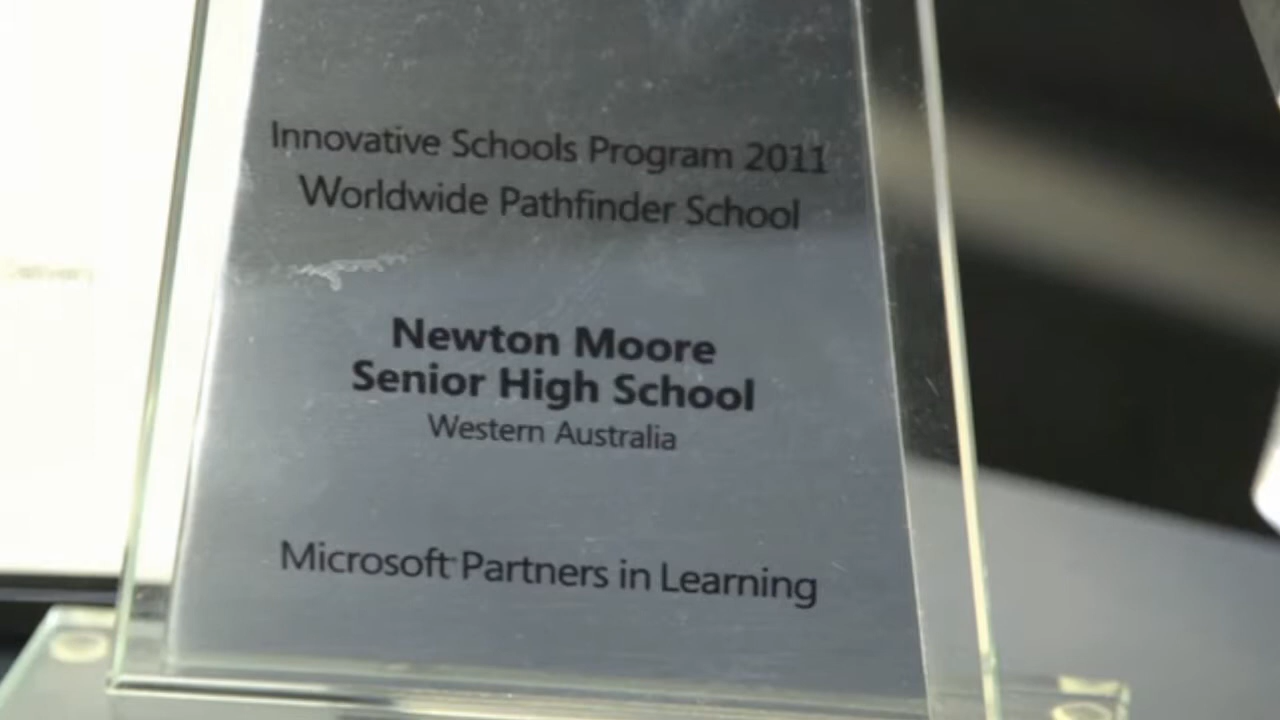 Innovative Schools Program 2011
Worldwide Pathfinder School
Newton Moore
Senior High School
Western Australia
Microsoft Partners in Learning